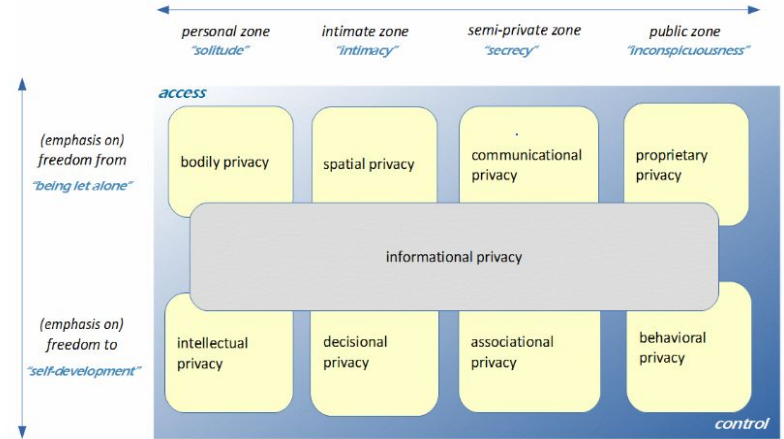 personal zone
"solitude"
intimate zone
"intimacy"
semi-private zone
"secrecy"
public zone
"inconspicuousness"
access
(emphasis on)
freedom from
"being let alone"
bodily privacy
spatial privacy
communicational
privacy
proprietary
privacy
informational privacy
(emphasis on)
freedom to
"self-development"
intellectual
privacy
decisional
privacy
associational
privacy
behavioral
privacy
control